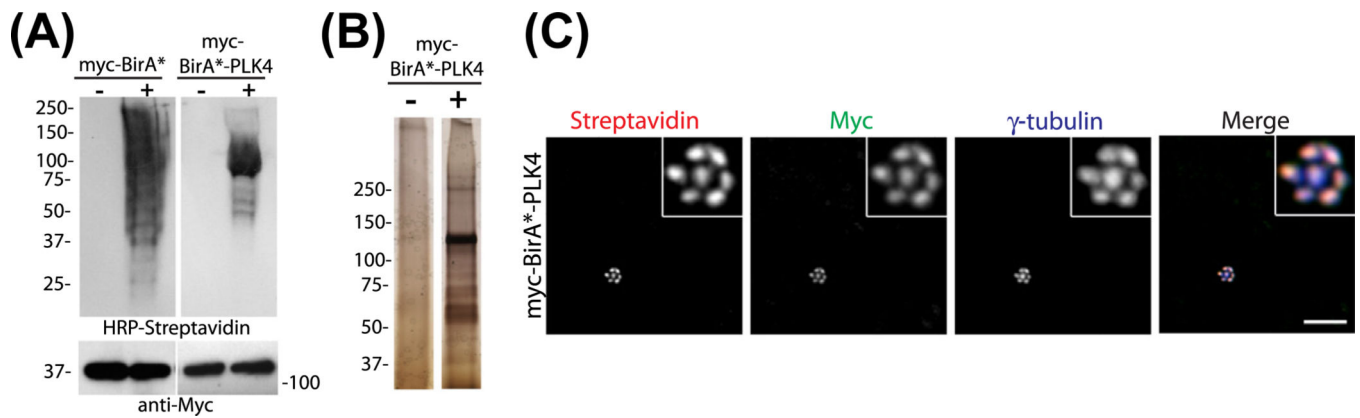 (A)
myc-BirA*
myc-
BirA*-PLK4
- + - +
250-
150-
100-
75-
50-
37-
25-
HRP-Streptavidin
37-
-100
anti-Myc
(B)
myc-
BirA*-PLK4
- +
250-
150-
100-
75-
50-
37-
(C)
Streptavidin Myc γ-tubulin Merge
myc-BirA*-PLK4